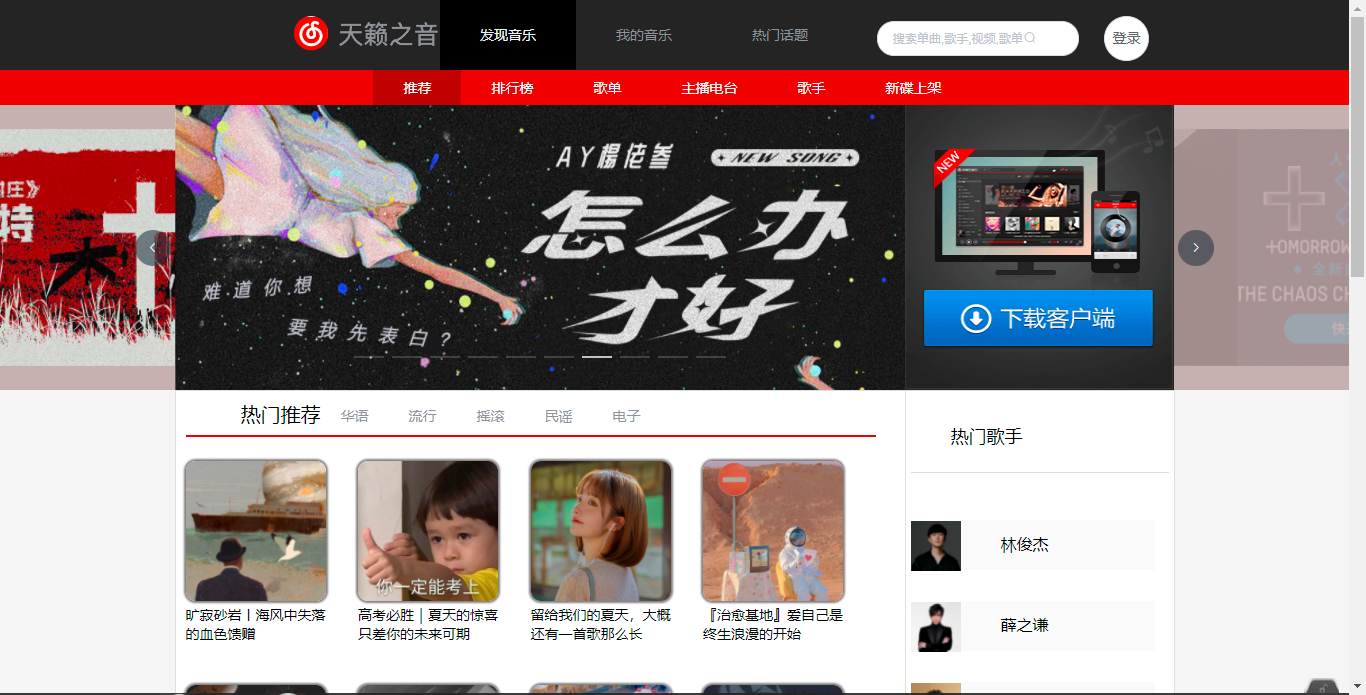 天籁之音
发现音乐
我的音乐
热门话题
搜索单曲,歌手,视频,歌单
登录
推荐
排行榜
歌单
主播电台
歌手
新碟上架
庄》
特
AY楊佬叁
NEW SONG
怎么办
才好
难道你想
要我先表白?
NEW
下载客户端
TOMORROW
THE CHAOS CH
热门推荐
华语
流行
摇滚
民谣
电子
热门歌手
你一定能考上
旷寂砂岩丨海风中失落
的血色馈赠
高考必胜｜夏天的惊喜
只差你的未来可期
留给我们的夏天，大概
还有一首歌那么长
『治愈基地』爱自己是
终生浪漫的开始
林俊杰
薛之谦